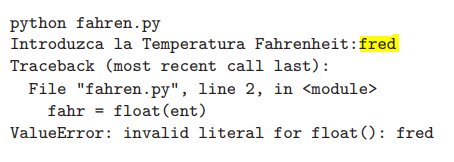 python fahren.py
Introduzca la Temperatura Fahrenheit:fred
Traceback (most recent call last):
  File "fahren.py", line 2, in <module>
    fahr = float(ent)
ValueError: invalid literal for float(): fred